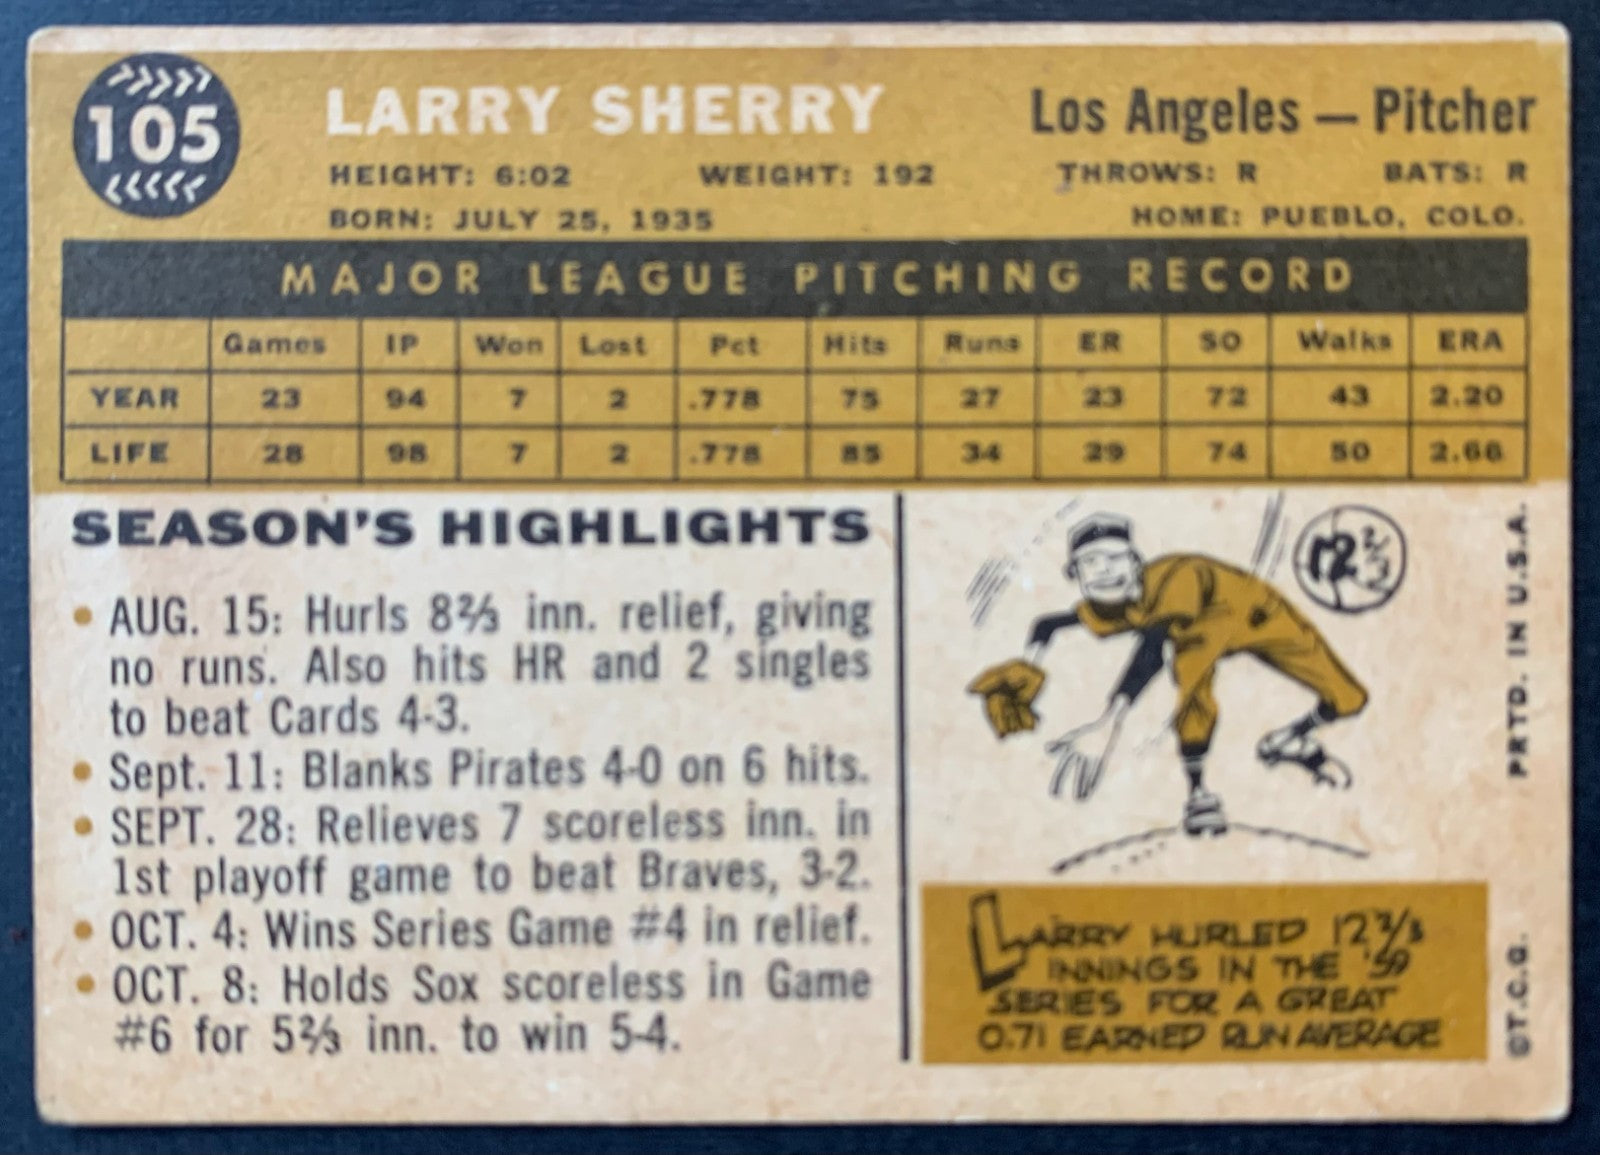 105
LARRY SHERRY
Los Angeles — Pitcher
HEIGHT: 6:02 WEIGHT: 192 THROWS: R BATS: R
BORN: JULY 25, 1935 HOME: PUEBLO, COLO.
MAJOR LEAGUE PITCHING RECORD
Games IP Won Lost Pct Hits Runs ER SO Walks ERA
YEAR 23 94 7 2 .778 75 27 23 72 43 2.20
LIFE 28 98 7 2 .778 85 34 29 74 50 2.66
SEASON'S HIGHLIGHTS
• AUG. 15: Hurls 8⅔ inn. relief, giving
no runs. Also hits HR and 2 singles
to beat Cards 4-3.
• Sept. 11: Blanks Pirates 4-0 on 6 hits.
• SEPT. 28: Relieves 7 scoreless inn. in
1st playoff game to beat Braves, 3-2.
• OCT. 4: Wins Series Game #4 in relief.
• OCT. 8: Holds Sox scoreless in Game
#6 for 5⅔ inn. to win 5-4.
12⅔
LARRY HURLED 12 2/3
INNINGS IN THE '59
SERIES FOR A GREAT
0.71 EARNED RUN AVERAGE
©T.C.G. PRTD. IN U.S.A.